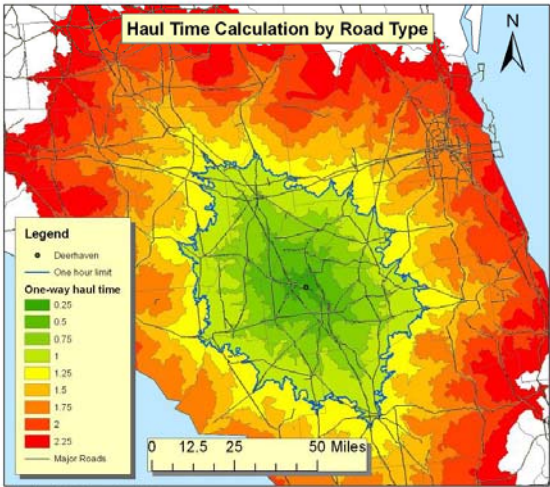 Haul Time Calculation by Road Type
N
Legend
Deerhaven
One hour limit
One-way haul time
0.25
0.5
0.75
1
1.25
1.5
1.75
2
2.25
Major Roads
0 12.5 25 50 Miles